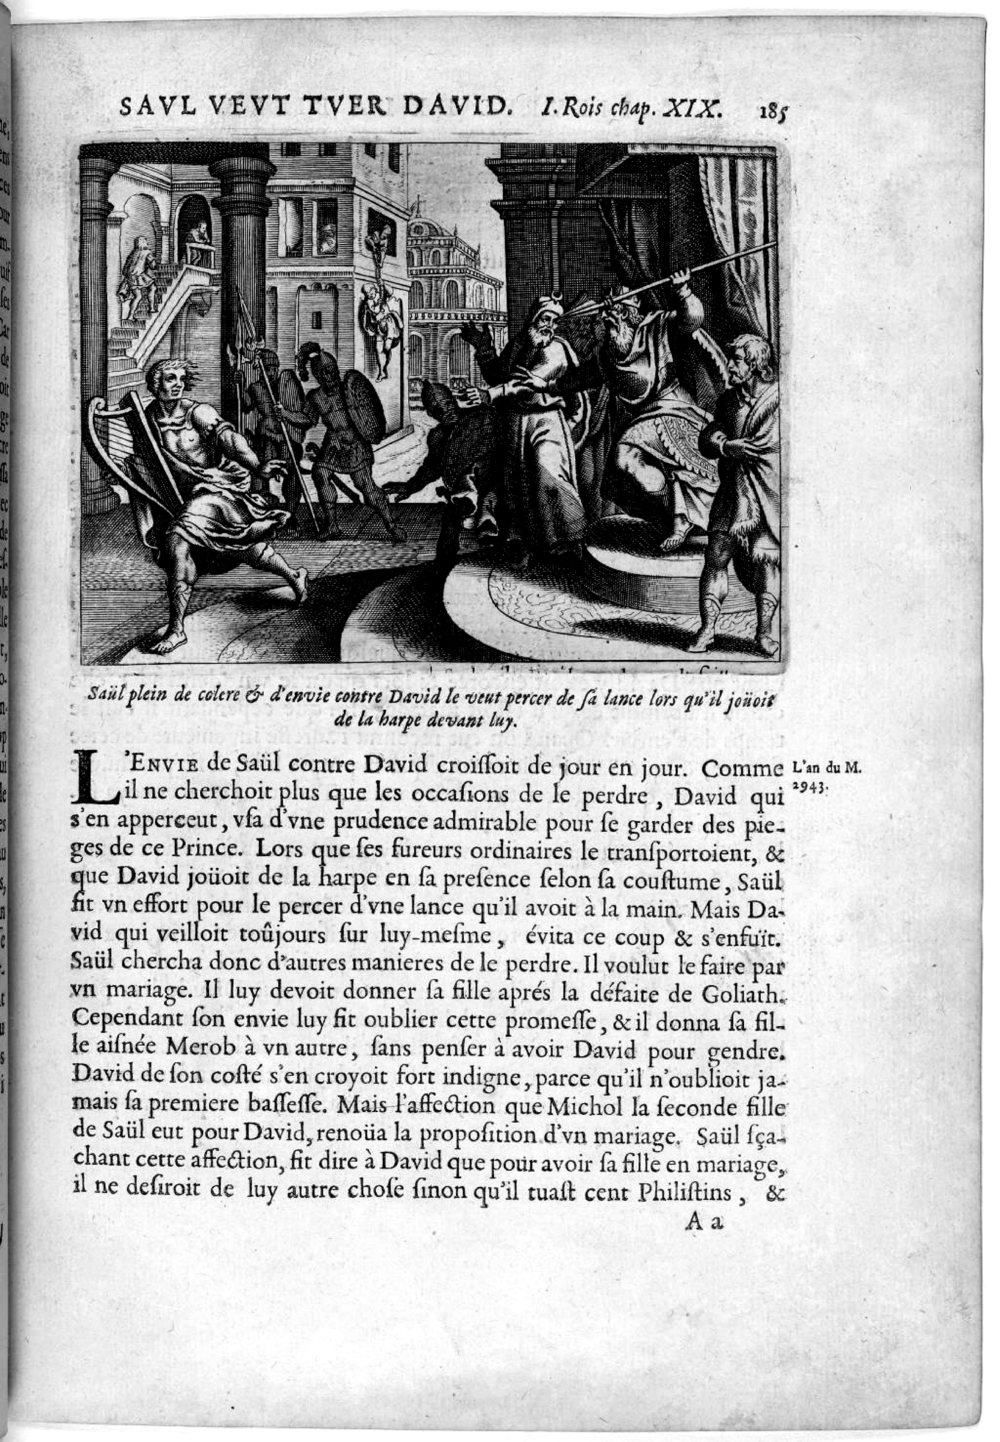 SAVL VEVT TVER DAVID. I. Rois chap. XIX. 185
Saül plein de colere & d'envie contre David le veut percer de ſa lance lors qu'il joüoit
de la harpe devant luy.
L'ENVIE de Saül contre David croiſſoit de jour en jour. Comme
il ne cherchoit plus que les occaſions de le perdre, David qui
s'en apperceut, vſa d'vne prudence admirable pour ſe garder des pie-
ges de ce Prince. Lors que ſes fureurs ordinaires le tranſportoient, &
que David joüoit de la harpe en ſa preſence ſelon ſa couſtume, Saül
fit vn effort pour le percer d'vne lance qu'il avoit à la main. Mais Da-
vid qui veilloit toûjours ſur luy-meſme, évita ce coup & s'enfuït.
Saül chercha donc d'autres manieres de le perdre. Il voulut le faire par
vn mariage. Il luy devoit donner ſa fille aprés la défaite de Goliath.
Cependant ſon envie luy fit oublier cette promeſſe, & il donna ſa fil-
le aiſnée Merob à vn autre, ſans penſer à avoir David pour gendre.
David de ſon coſté s'en croyoit fort indigne, parce qu'il n'oublioit ja-
mais ſa premiere baſſeſſe. Mais l'affection que Michol la ſeconde fille
de Saül eut pour David, renoüa la propoſition d'vn mariage. Saül ſça-
chant cette affection, fit dire à David que pour avoir ſa fille en mariage,
il ne deſiroit de luy autre choſe ſinon qu'il tuaſt cent Philiſtins, &
A a
L'an du M.
2943.